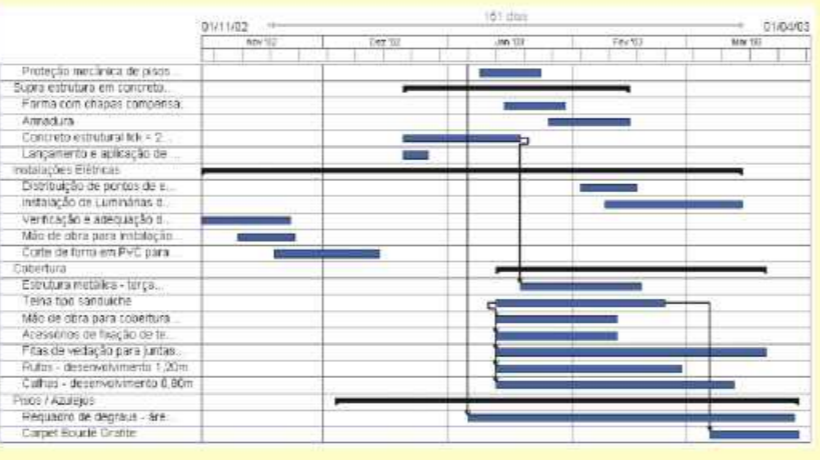 161 dias
01/11/02 01/04/03
Nov '02 Dez '02 Jan '03 Fev '03 Mar '03
Proteção mecânica de pisos...
Supra estrutura em concreto...
Forma com chapas compensa...
Armadura
Concreto estrutural fck = 2...
Lançamento e aplicação de ...
Instalações Elétricas
Distribuição de pontos de e...
Instalação de Luminárias d...
Verificação e adequação d...
Mão de obra para instalação...
Corte de forro em PVC para ...
Cobertura
Estrutura metálica - terça...
Telha tipo sanduiche
Mão de obra para cobertura ...
Acessórios de fixação de te...
Fitas de vedação para juntas...
Rufos - desenvolvimento 1,20m
Calhas - desenvolvimento 0,80m
Pisos / Azulejos
Requadro de degraus - áre...
Carpet Bouclê Grafite